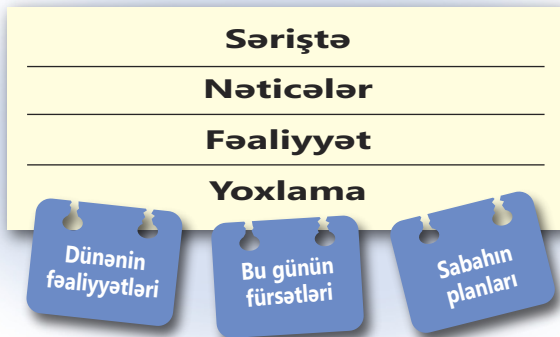 Səriştə
Nəticələr
Fəaliyyət
Yoxlama
Dünənin
fəaliyyətləri
Bu günün
fürsətləri
Sabahın
planları